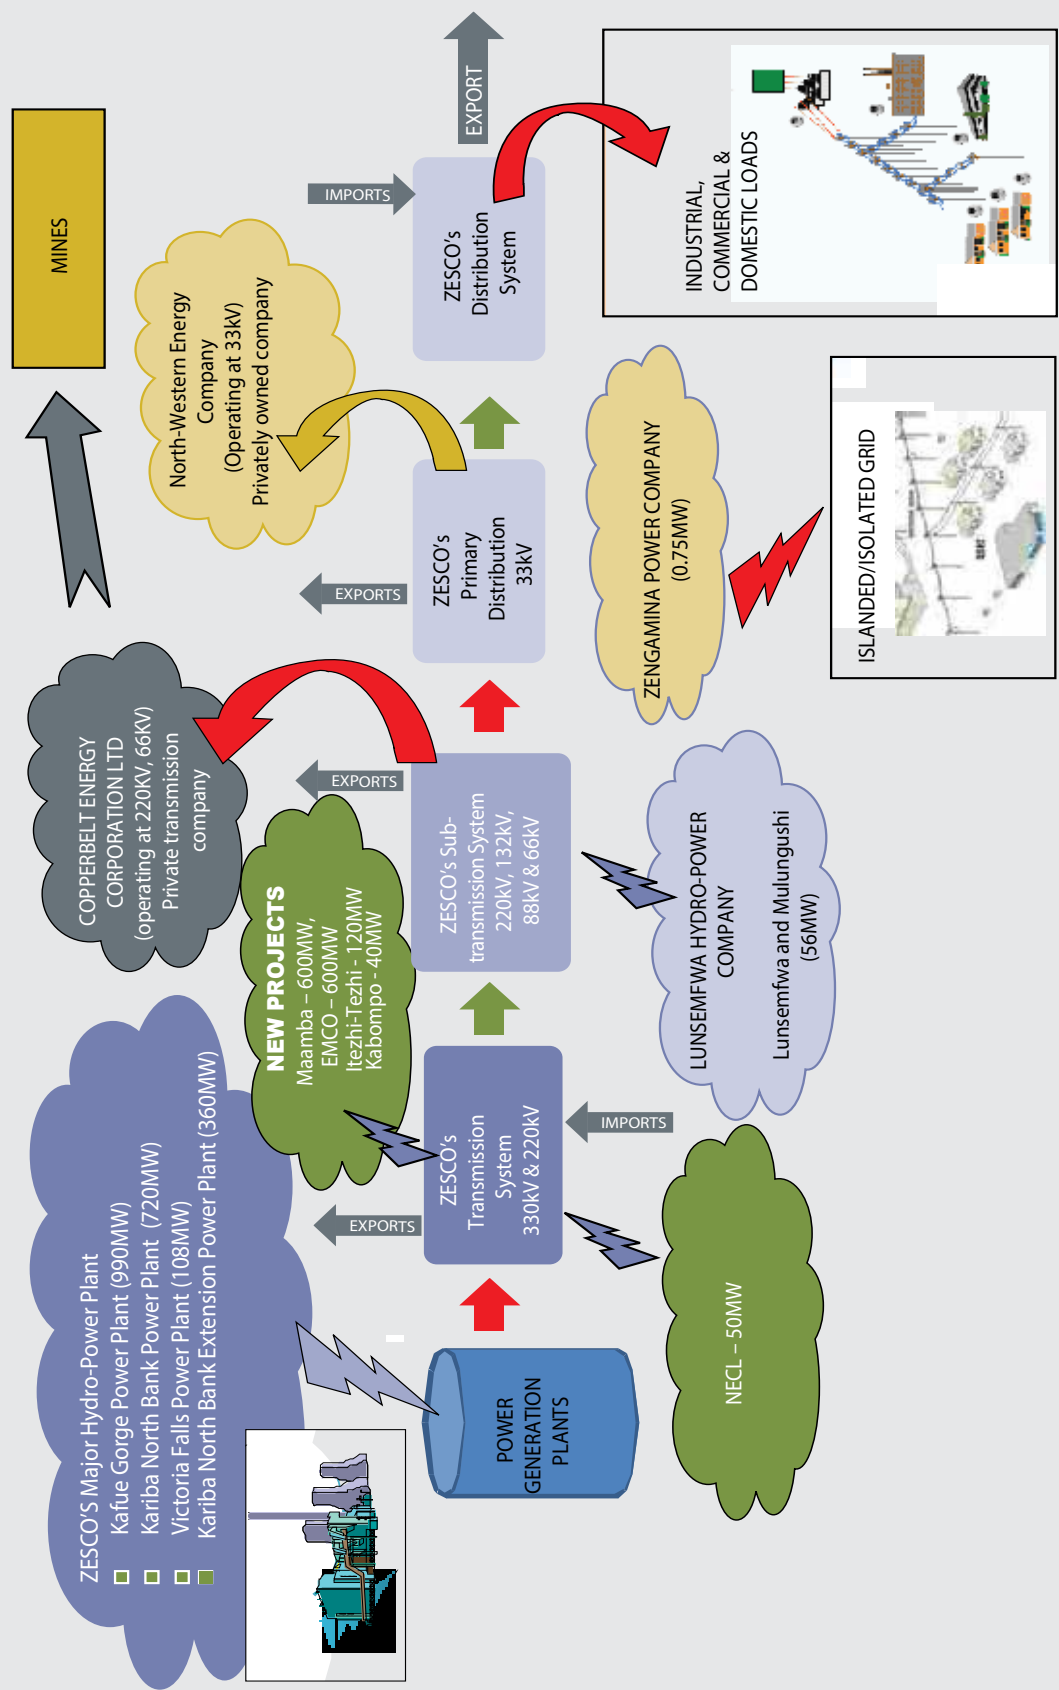 ZESCO'S Major Hydro-Power Plant
Kafue Gorge Power Plant (990MW)
Kariba North Bank Power Plant (720MW)
Victoria Falls Power Plant (108MW)
Kariba North Bank Extension Power Plant (360MW)
COPPERBELT ENERGY
CORPORATION LTD
(operating at 220KV, 66KV)
Private transmission
company
MINES
NEW PROJECTS
Maamba – 600MW,
EMCO – 600MW
Itezhi-Tezhi - 120MW
Kabompo - 40MW
North-Western Energy
Company
(Operating at 33kV)
Privately owned company
EXPORTS
EXPORTS
EXPORTS
IMPORTS
POWER
GENERATION
PLANTS
ZESCO's
Transmission
System
330kV & 220kV
ZESCO's Sub-
transmission System
220kV, 132kV,
88kV & 66kV
ZESCO's
Primary
Distribution
33kV
ZESCO's
Distribution
System
EXPORT
IMPORTS
NECL – 50MW
LUNSEMFWA HYDRO-POWER
COMPANY
Lunsemfwa and Mulungushi
(56MW)
ZENGAMINA POWER COMPANY
(0.75MW)
INDUSTRIAL,
COMMERCIAL &
DOMESTIC LOADS
ISLANDED/ISOLATED GRID